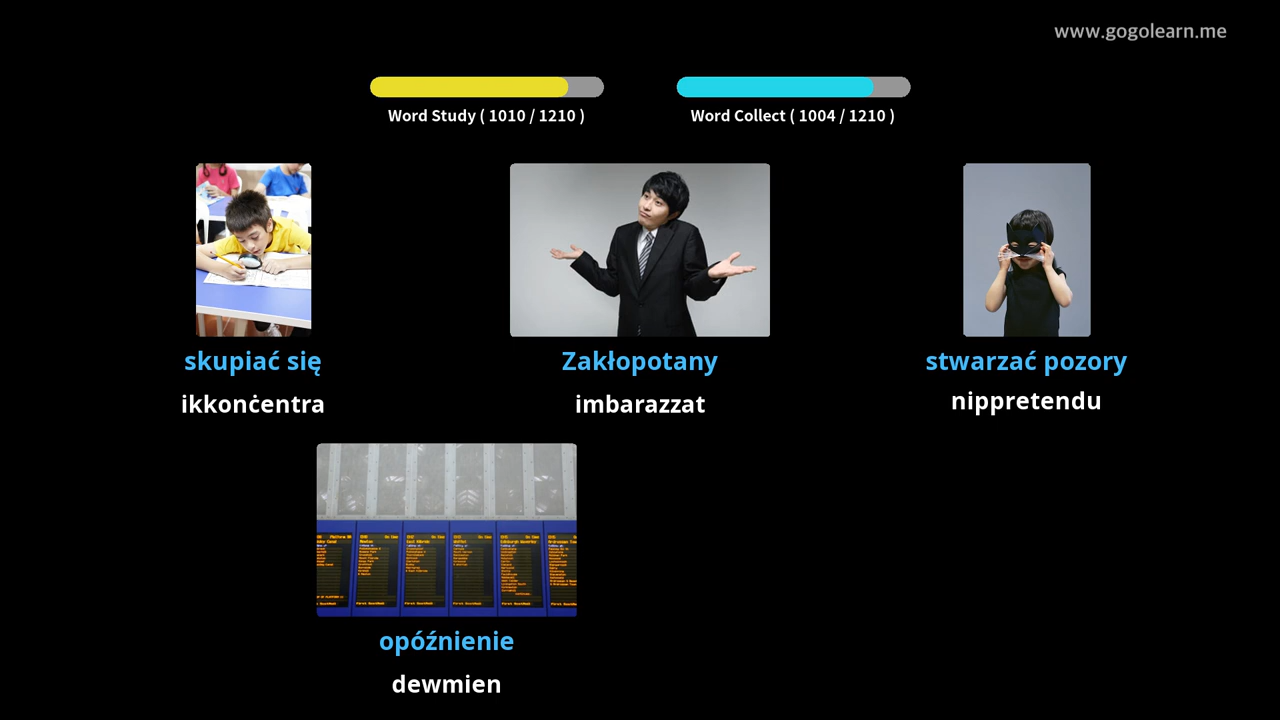 www.gogolearn.me
Word Study ( 1010 / 1210 )
Word Collect ( 1004 / 1210 )
skupiać się
Zakłopotany
stwarzać pozory
ikkonċentra
imbarazzat
nippretendu
opóźnienie
dewmien